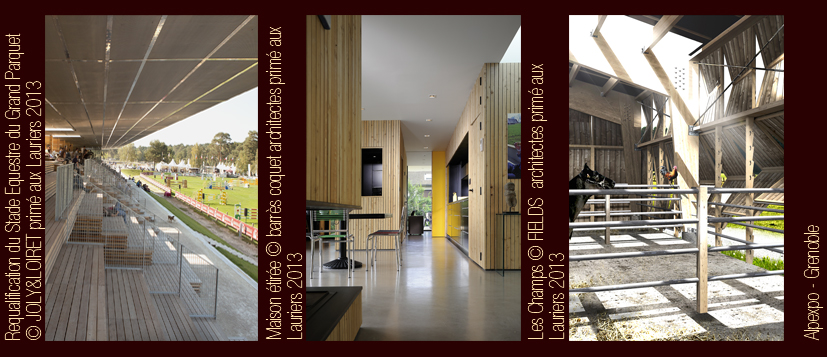 Requalification du Stade Equestre du Grand Parquet
© JOLY&LOIRET primé aux Lauriers 2013
Maison étirée © barrès coquet architectes primé aux
Lauriers 2013
Les Champs © FIELDS architectes primé aux
Lauriers 2013
Alpexpo - Grenoble